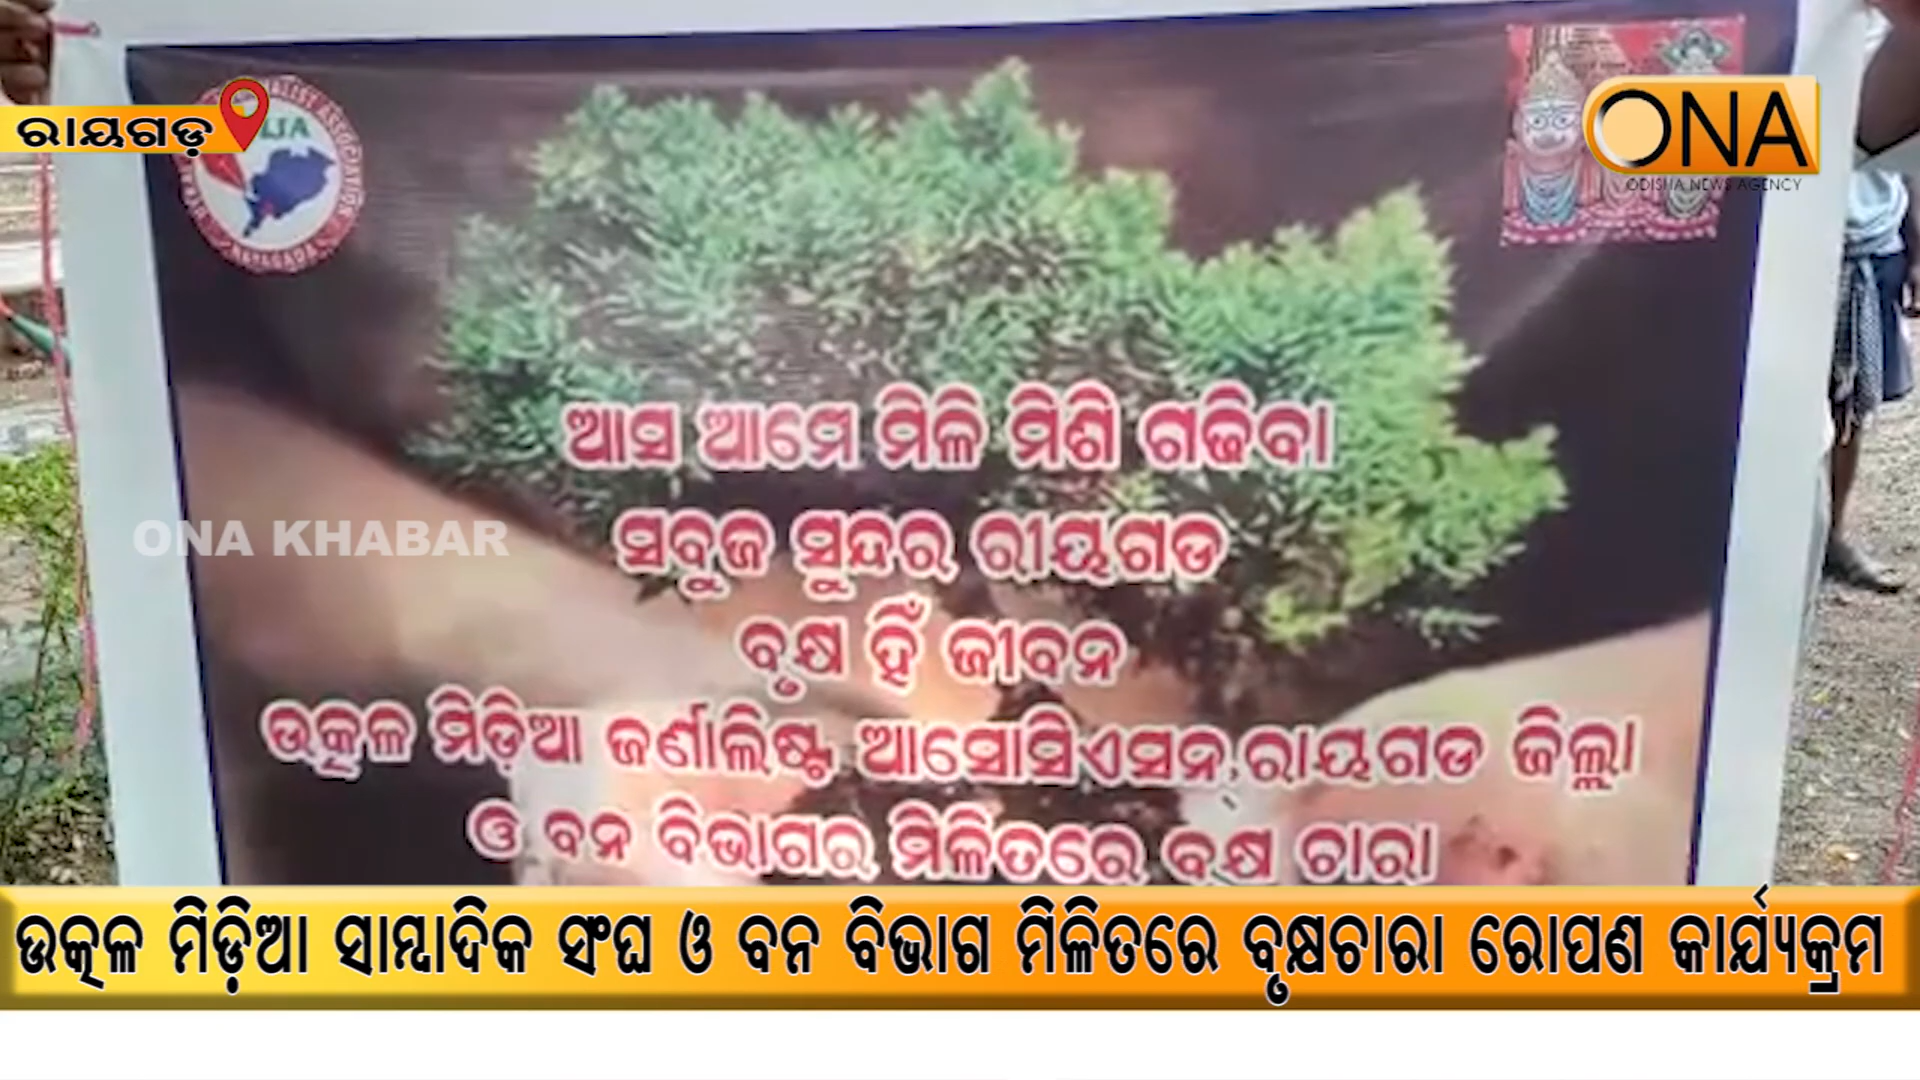 ରାୟଗଡ଼
ONA
ODISHA NEWS AGENCY
ଆସ ଆମେ ମିଳି ମିଶି ଗଢିବା
ସବୁଜ ସୁନ୍ଦର ରାୟଗଡ
ବୃକ୍ଷ ହିଁ ଜୀବନ
ONA KHABAR
ଉତ୍କଳ ମିଡ଼ିଆ ଜର୍ଣାଲିଷ୍ଟ ଆସୋସିଏସନ୍,ରାୟଗଡ ଜିଲ୍ଲା
ଓ ବନ ବିଭାଗର ମିଳିତରେ ବୃକ୍ଷ ଚାରା
ଉତ୍କଳ ମିଡ଼ିଆ ସାମ୍ବାଦିକ ସଂଘ ଓ ବନ ବିଭାଗ ମିଳିତରେ ବୃକ୍ଷଚାରା ରୋପଣ କାର୍ଯ୍ୟକ୍ରମ